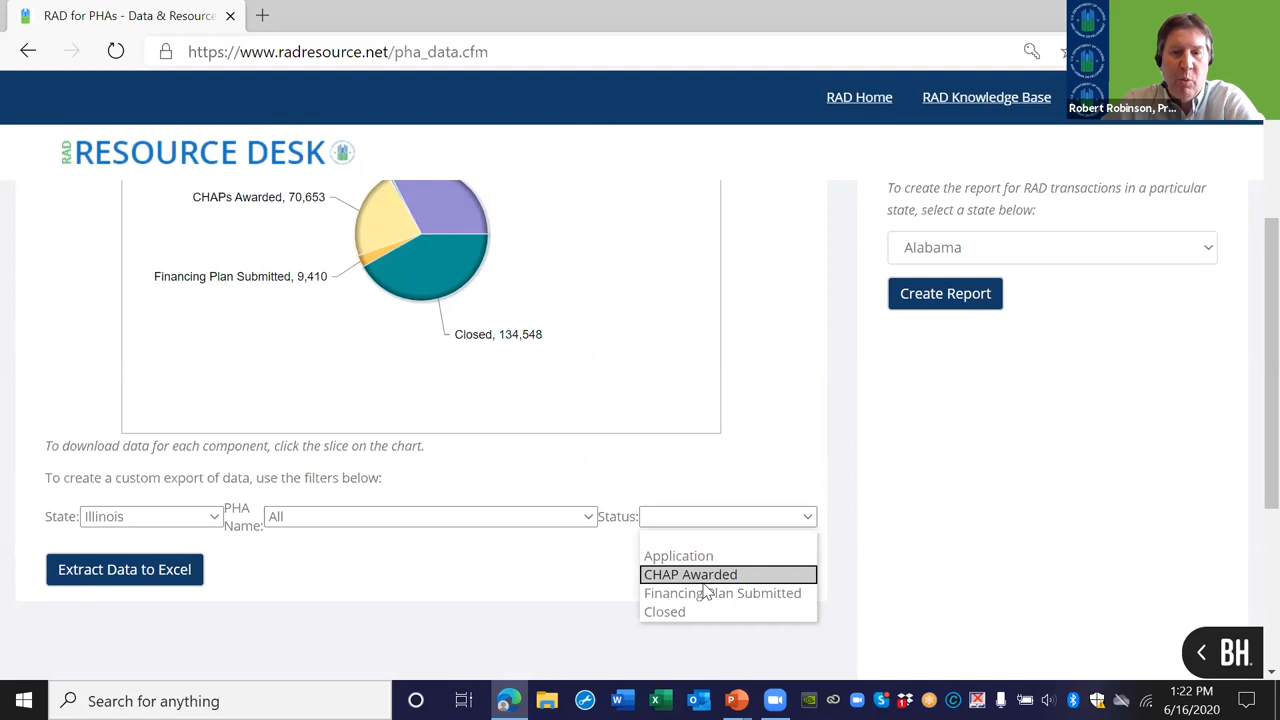 RAD for PHAs - Data & Resource
https://www.radresource.net/pha_data.cfm
Robert Robinson, Pr...
RAD Home
RAD Knowledge Base
RAD RESOURCE DESK
CHAPs Awarded, 70,653
Financing Plan Submitted, 9,410
Closed, 134,548
To create the report for RAD transactions in a particular
state, select a state below:
Alabama
Create Report
To download data for each component, click the slice on the chart.
To create a custom export of data, use the filters below:
State: Illinois
PHA
Name: All
Status:
Application
CHAP Awarded
Financing Plan Submitted
Closed
Extract Data to Excel
BH.
Search for anything
1:22 PM
6/16/2020